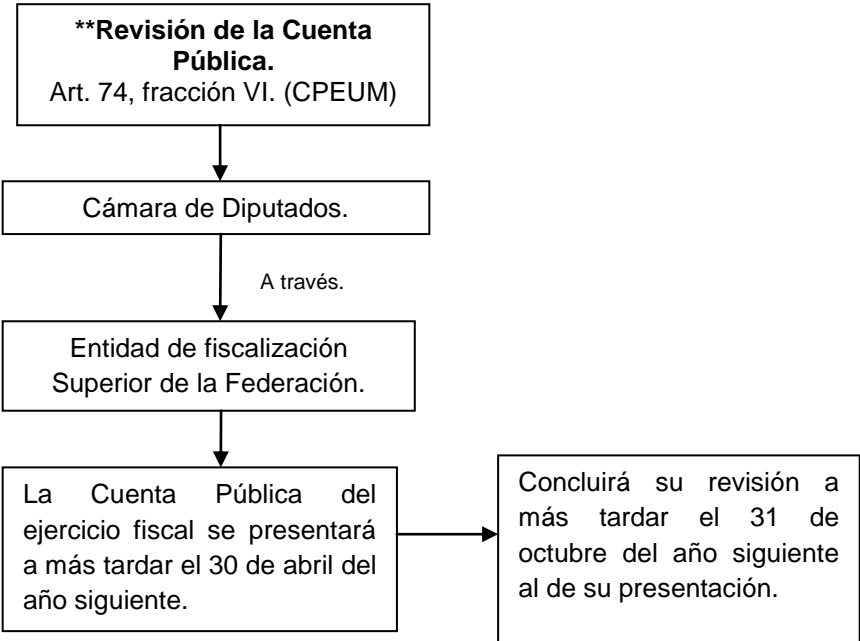 **Revisión de la Cuenta
Pública.
Art. 74, fracción VI. (CPEUM)
Cámara de Diputados.
A través.
Entidad de fiscalización
Superior de la Federación.
La Cuenta Pública del
ejercicio fiscal se presentará
a más tardar el 30 de abril del
año siguiente.
Concluirá su revisión a
más tardar el 31 de
octubre del año siguiente
al de su presentación.